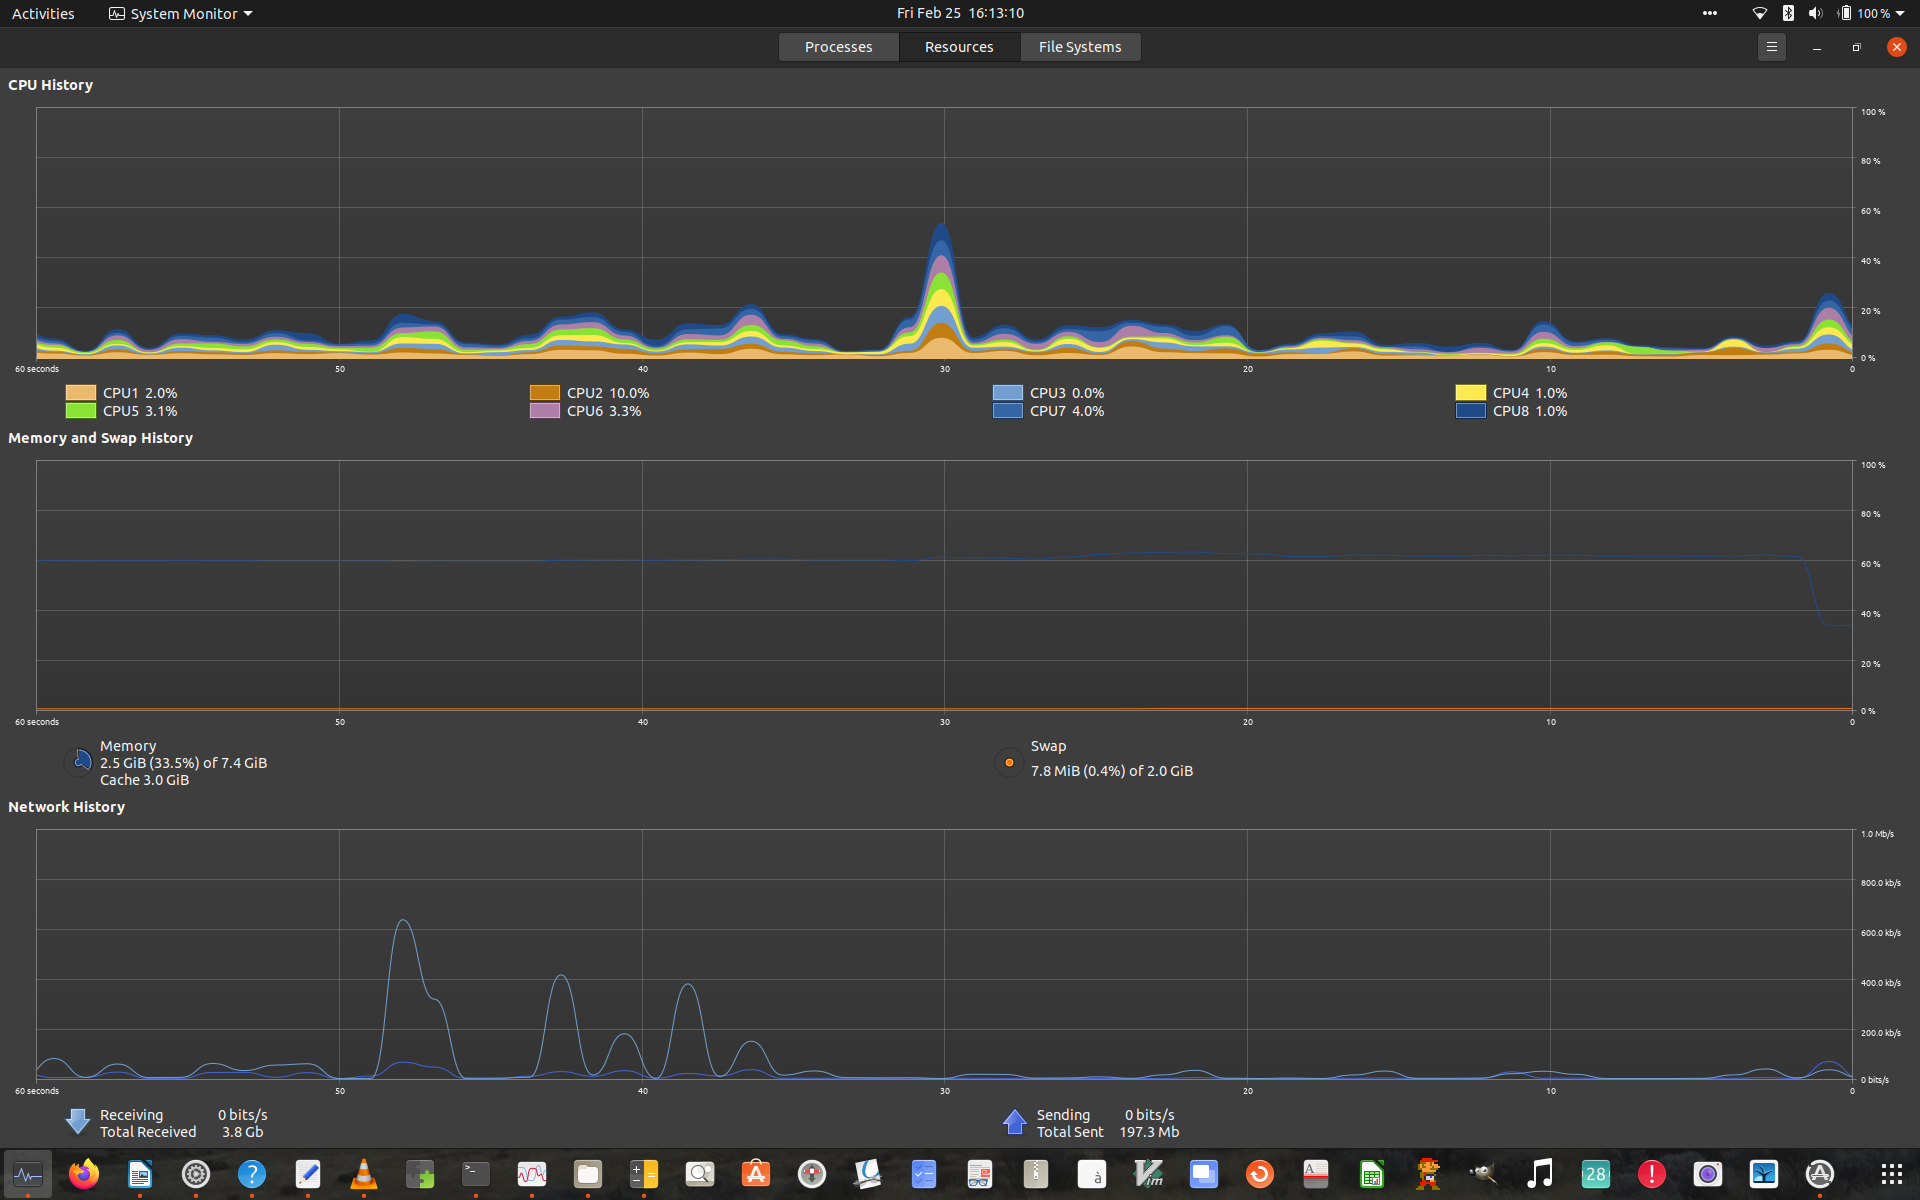 Activities System Monitor Fri Feb 25 16:13:10 100 %
Processes Resources File Systems
CPU History
100 %
80 %
60 %
40 %
20 %
0 %
60 seconds 50 40 30 20 10 0
CPU1 2.0% CPU2 10.0% CPU3 0.0% CPU4 1.0%
CPU5 3.1% CPU6 3.3% CPU7 4.0% CPU8 1.0%
Memory and Swap History
100 %
80 %
60 %
40 %
20 %
0 %
60 seconds 50 40 30 20 10 0
Memory Swap
2.5 GiB (33.5%) of 7.4 GiB 7.8 MiB (0.4%) of 2.0 GiB
Cache 3.0 GiB
Network History
1.0 Mb/s
800.0 kb/s
600.0 kb/s
400.0 kb/s
200.0 kb/s
0 bits/s
60 seconds 50 40 30 20 10 0
Receiving 0 bits/s Sending 0 bits/s
Total Received 3.8 Gb Total Sent 197.3 Mb
? >_ à Vim A 28 !